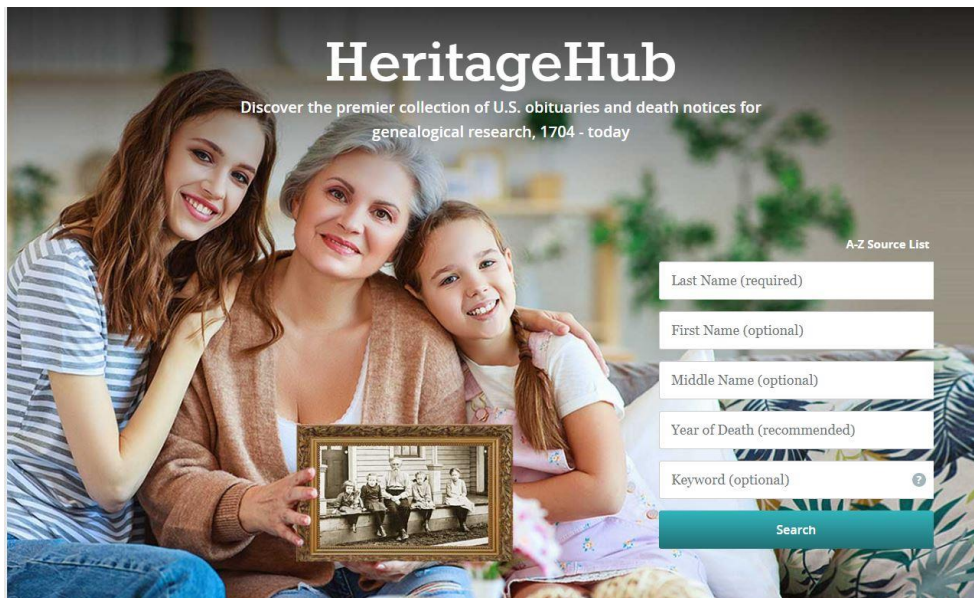 HeritageHub
Discover the premier collection of U.S. obituaries and death notices for
genealogical research, 1704 - today
A-Z Source List
Last Name (required)
First Name (optional)
Middle Name (optional)
Year of Death (recommended)
Keyword (optional) ?
Search